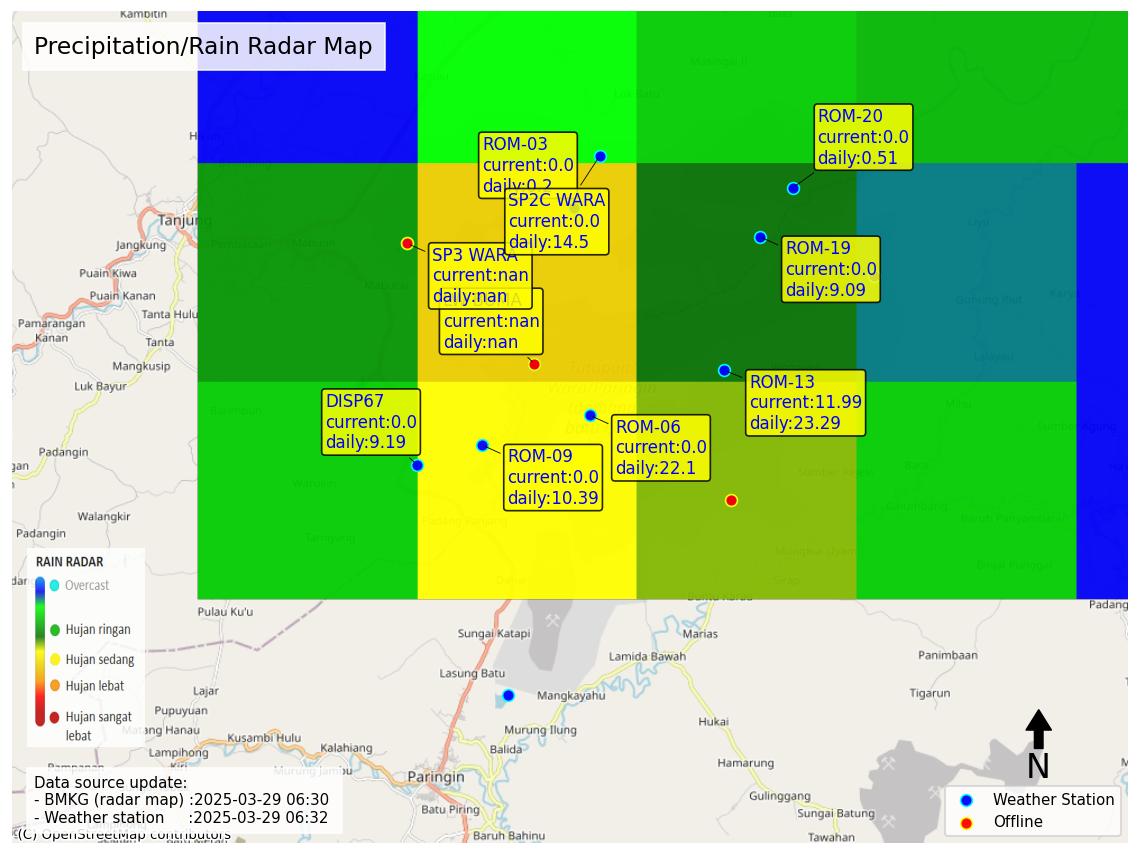 Kambitin
Precipitation/Rain Radar Map
ROM-03
current:0.0
daily:0.2
ROM-20
current:0.0
daily:0.51
SP2C WARA
current:0.0
daily:14.5
Tanjung
Jangkung
Puain Kiwa
Puain Kanan
Tanta Hulu
Pamarangan
Kanan
Tanta
Mangkusip
Luk Bayur
SP3 WARA
current:nan
daily:nan
current:nan
daily:nan
ROM-19
current:0.0
daily:9.09
ROM-13
current:11.99
daily:23.29
DISP67
current:0.0
daily:9.19
ROM-06
current:0.0
daily:22.1
ROM-09
current:0.0
daily:10.39
Padangin
Walangkir
Padangin
RAIN RADAR
Overcast
Hujan ringan
Hujan sedang
Hujan lebat
Hujan sangat
lebat
Pulau Ku'u
Padang
Sungai Katapi
Marias
Lamida Bawah
Panimbaan
Lasung Batu
Mangkayahu
Tigarun
Lajar
Pupuyuan
Matang Hanau
Lampihong
Kusambi Hulu
Kalahiang
Murung Jambu
Murung Ilung
Balida
Hukai
Hamarung
Paringin
Batu Piring
Baruh Bahinu
Gulinggang
Sungai Batung
Tawahan
N
Data source update:
- BMKG (radar map) :2025-03-29 06:30
- Weather station :2025-03-29 06:32
(C) OpenStreetMap contributors
Weather Station
Offline